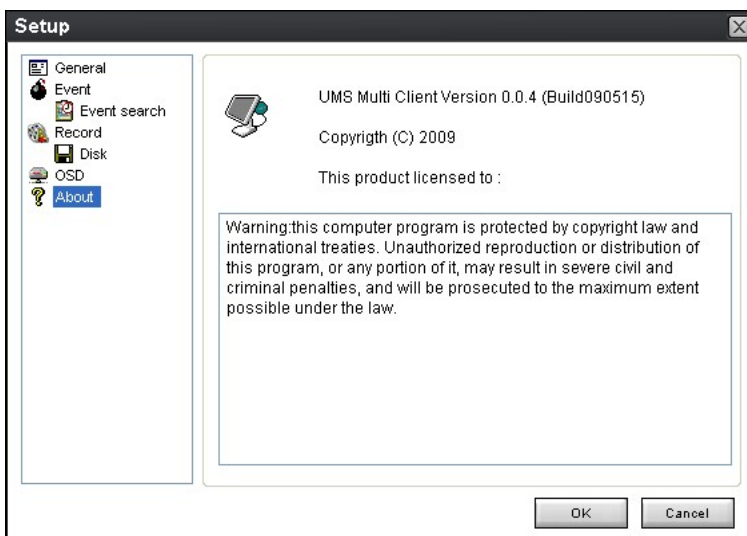 Setup
General
Event
Event search
Record
Disk
OSD
About
UMS Multi Client Version 0.0.4 (Build090515)
Copyrigth (C) 2009
This product licensed to :
Warning:this computer program is protected by copyright law and
international treaties. Unauthorized reproduction or distribution of
this program, or any portion of it, may result in severe civil and
criminal penalties, and will be prosecuted to the maximum extent
possible under the law.
OK
Cancel